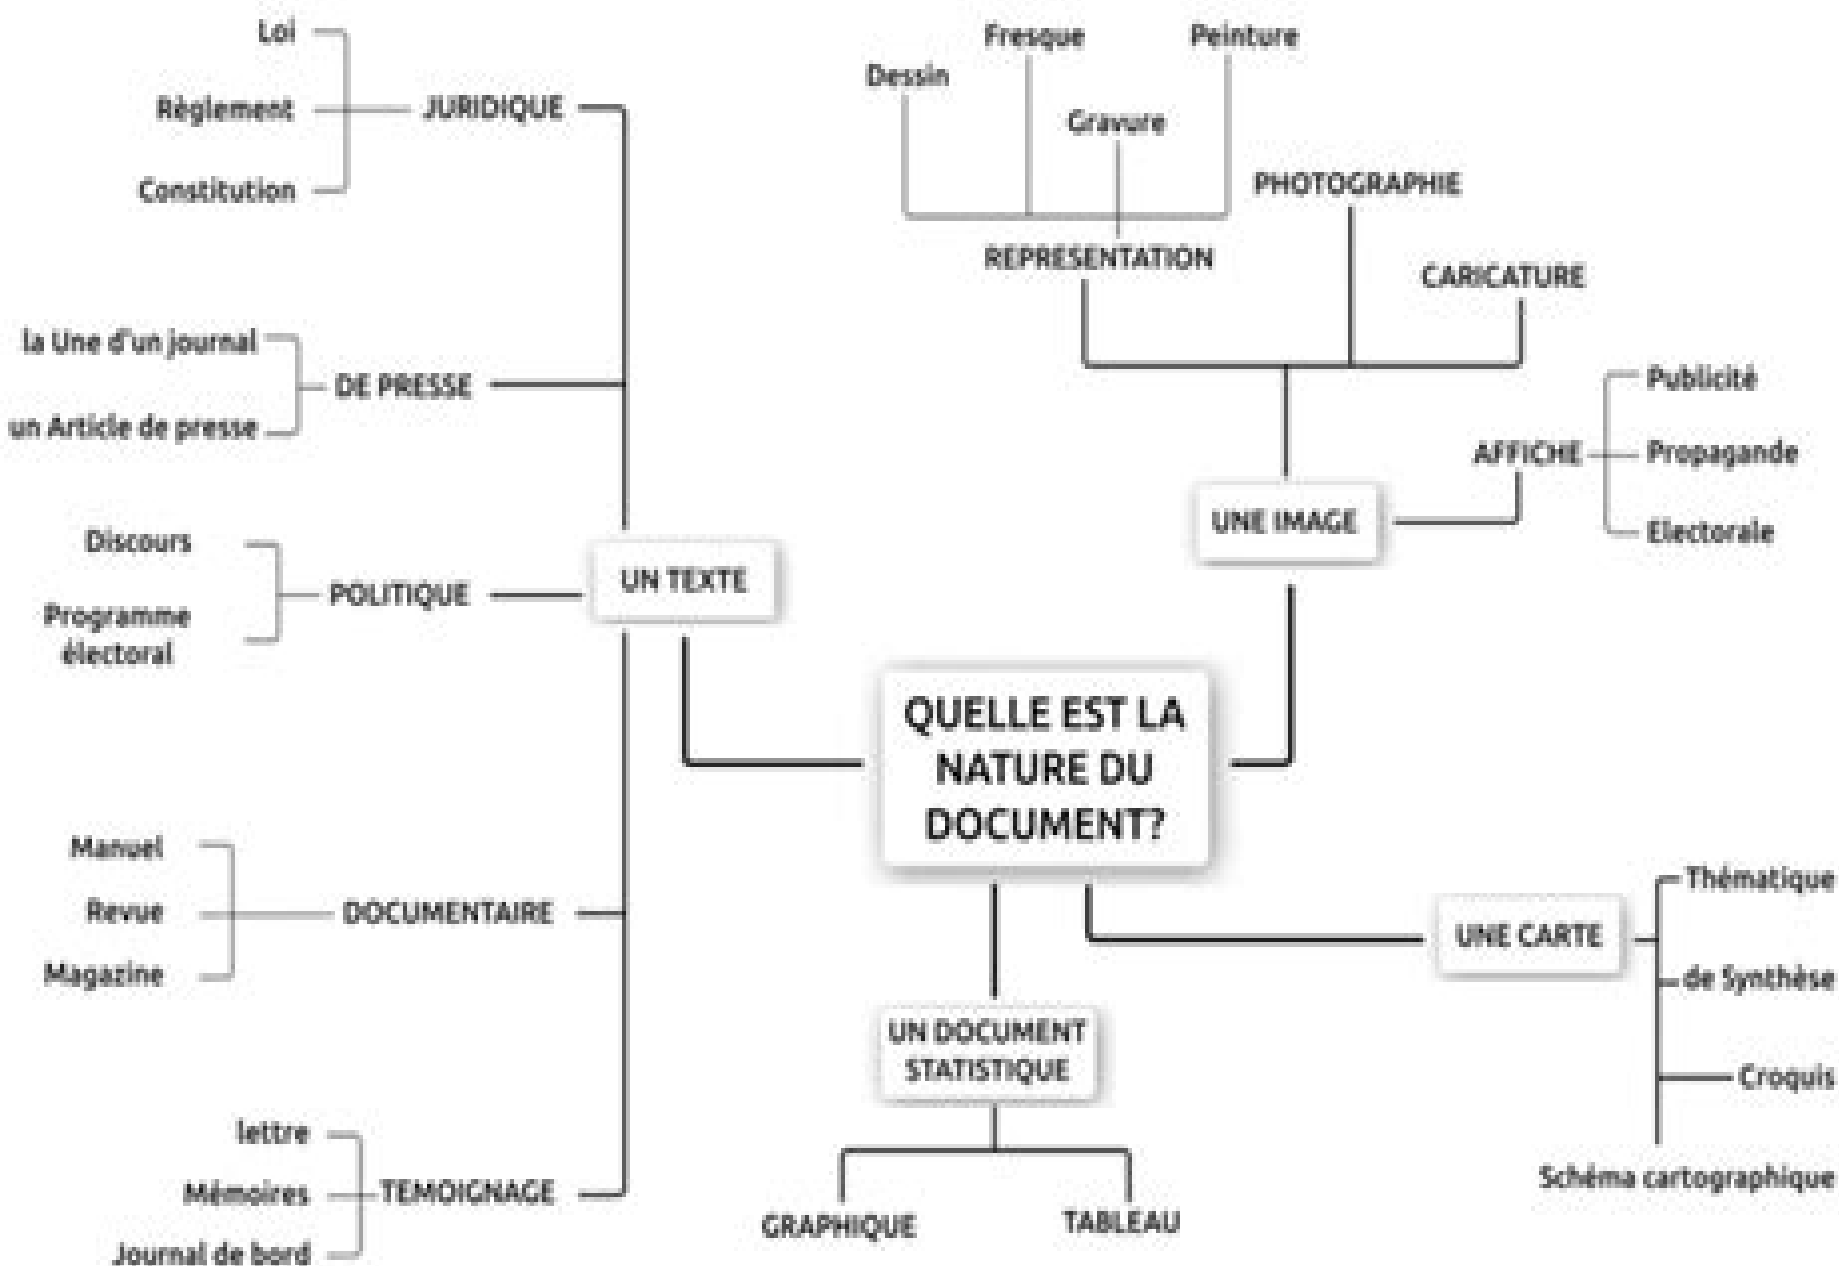 Loi
Règlement
Constitution
JURIDIQUE
la Une d'un journal
un Article de presse
DE PRESSE
Discours
Programme
électoral
POLITIQUE
UN TEXTE
Manuel
Revue
Magazine
DOCUMENTAIRE
lettre
Mémoires
Journal de bord
TEMOIGNAGE
Dessin
Fresque
Gravure
Peinture
REPRESENTATION
PHOTOGRAPHIE
CARICATURE
AFFICHE
Publicité
Propagande
Electorale
UNE IMAGE
QUELLE EST LA
NATURE DU
DOCUMENT?
UNE CARTE
Thématique
de Synthèse
Croquis
Schéma cartographique
UN DOCUMENT
STATISTIQUE
GRAPHIQUE
TABLEAU